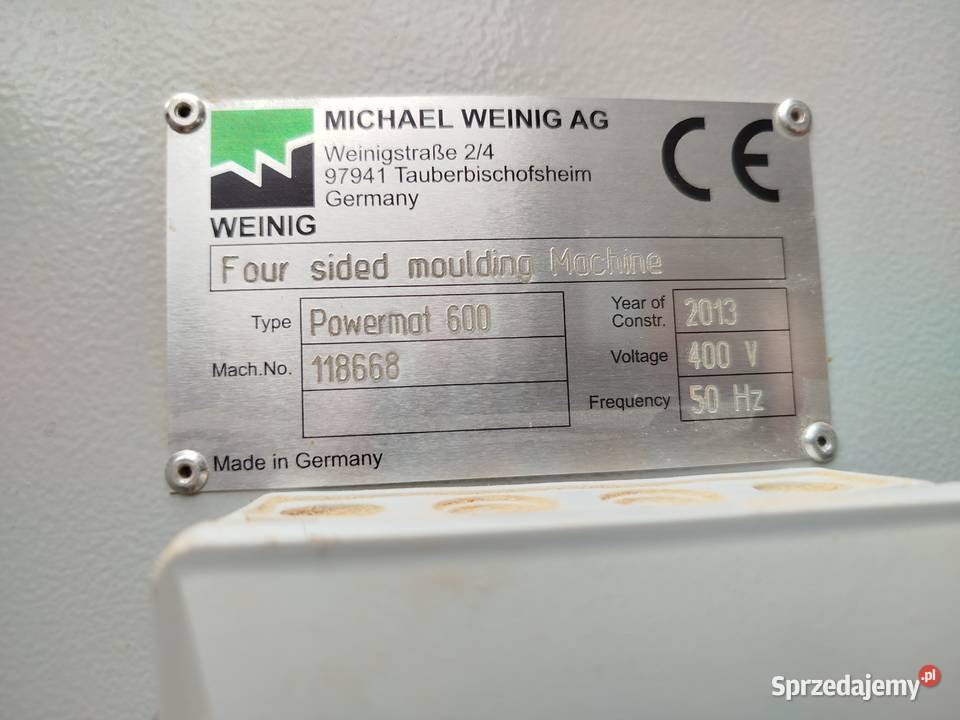 MICHAEL WEINIG AG
Weinigstraße 2/4
97941 Tauberbischofsheim
Germany
CE
WEINIG
Four sided moulding Machine
Type Powermat 600
Year of Constr. 2013
Mach.No. 118668
Voltage 400 V
Frequency 50 Hz
Made in Germany
Sprzedajemy.pl